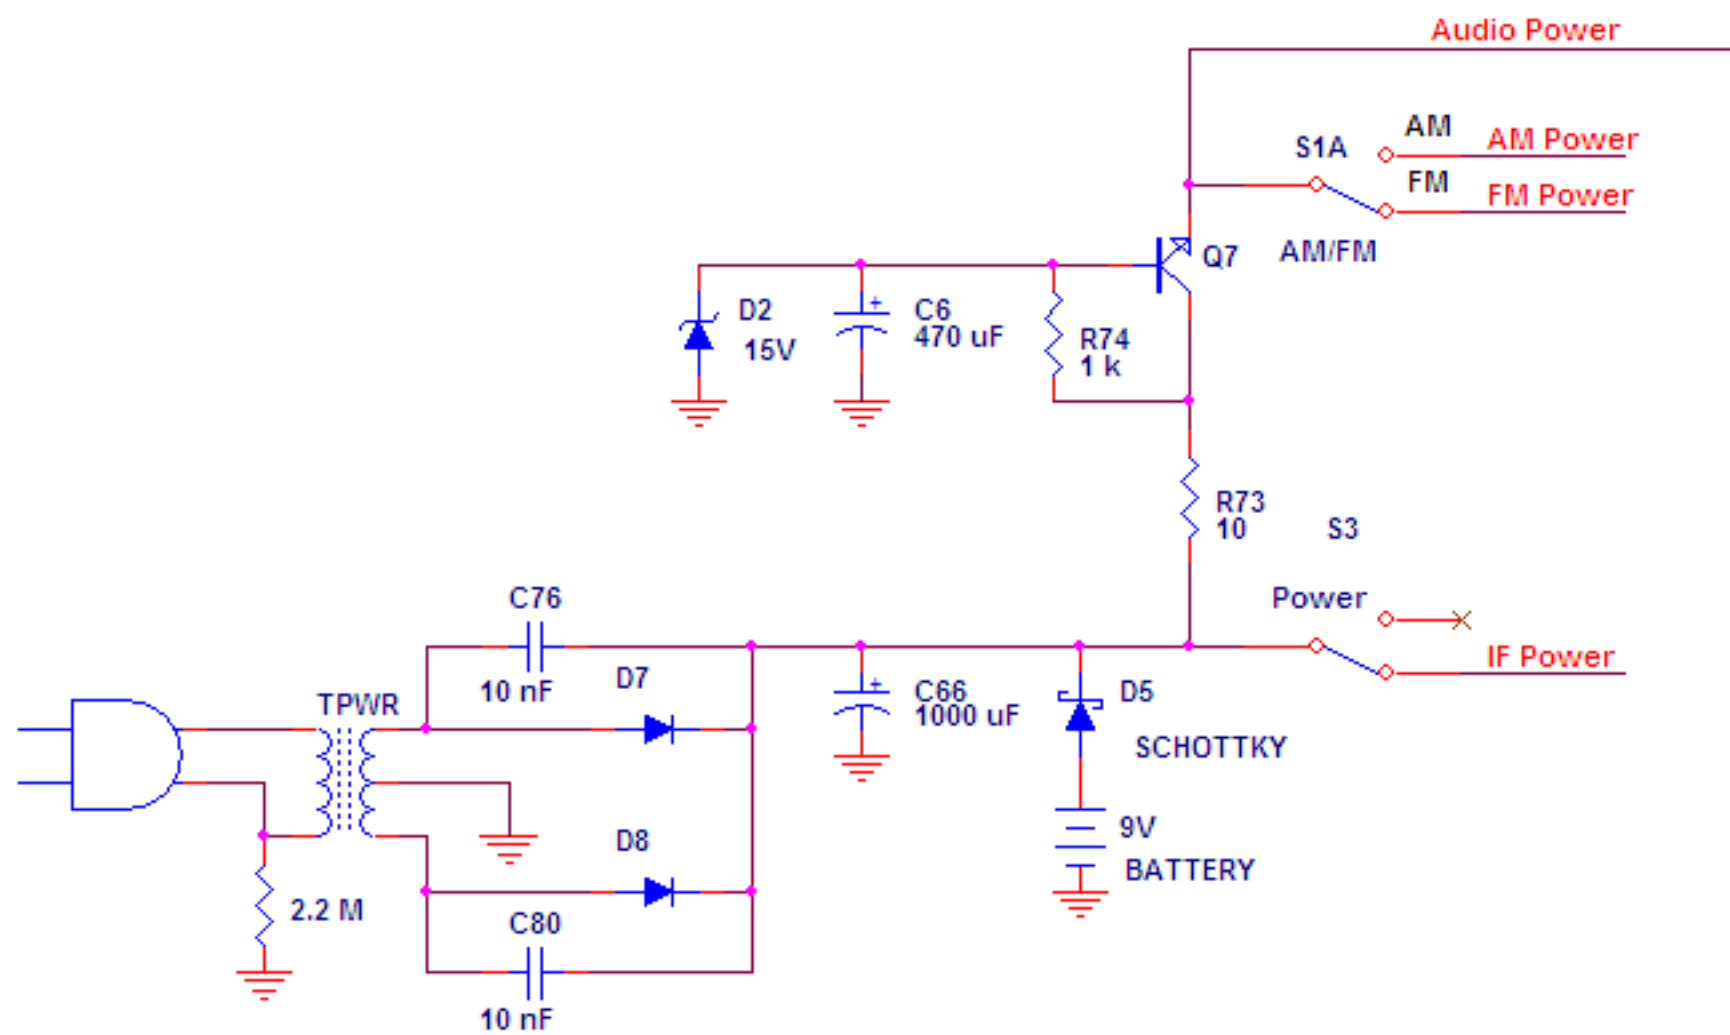 Audio Power
AM
S1A
AM Power
FM
FM Power
Q7
AM/FM
D2
15V
C6
470 uF
R74
1 k
R73
10
S3
C76
Power
10 nF
D7
IF Power
TPWR
C66
1000 uF
D5
SCHOTTKY
D8
9V
BATTERY
2.2 M
C80
10 nF
+
+